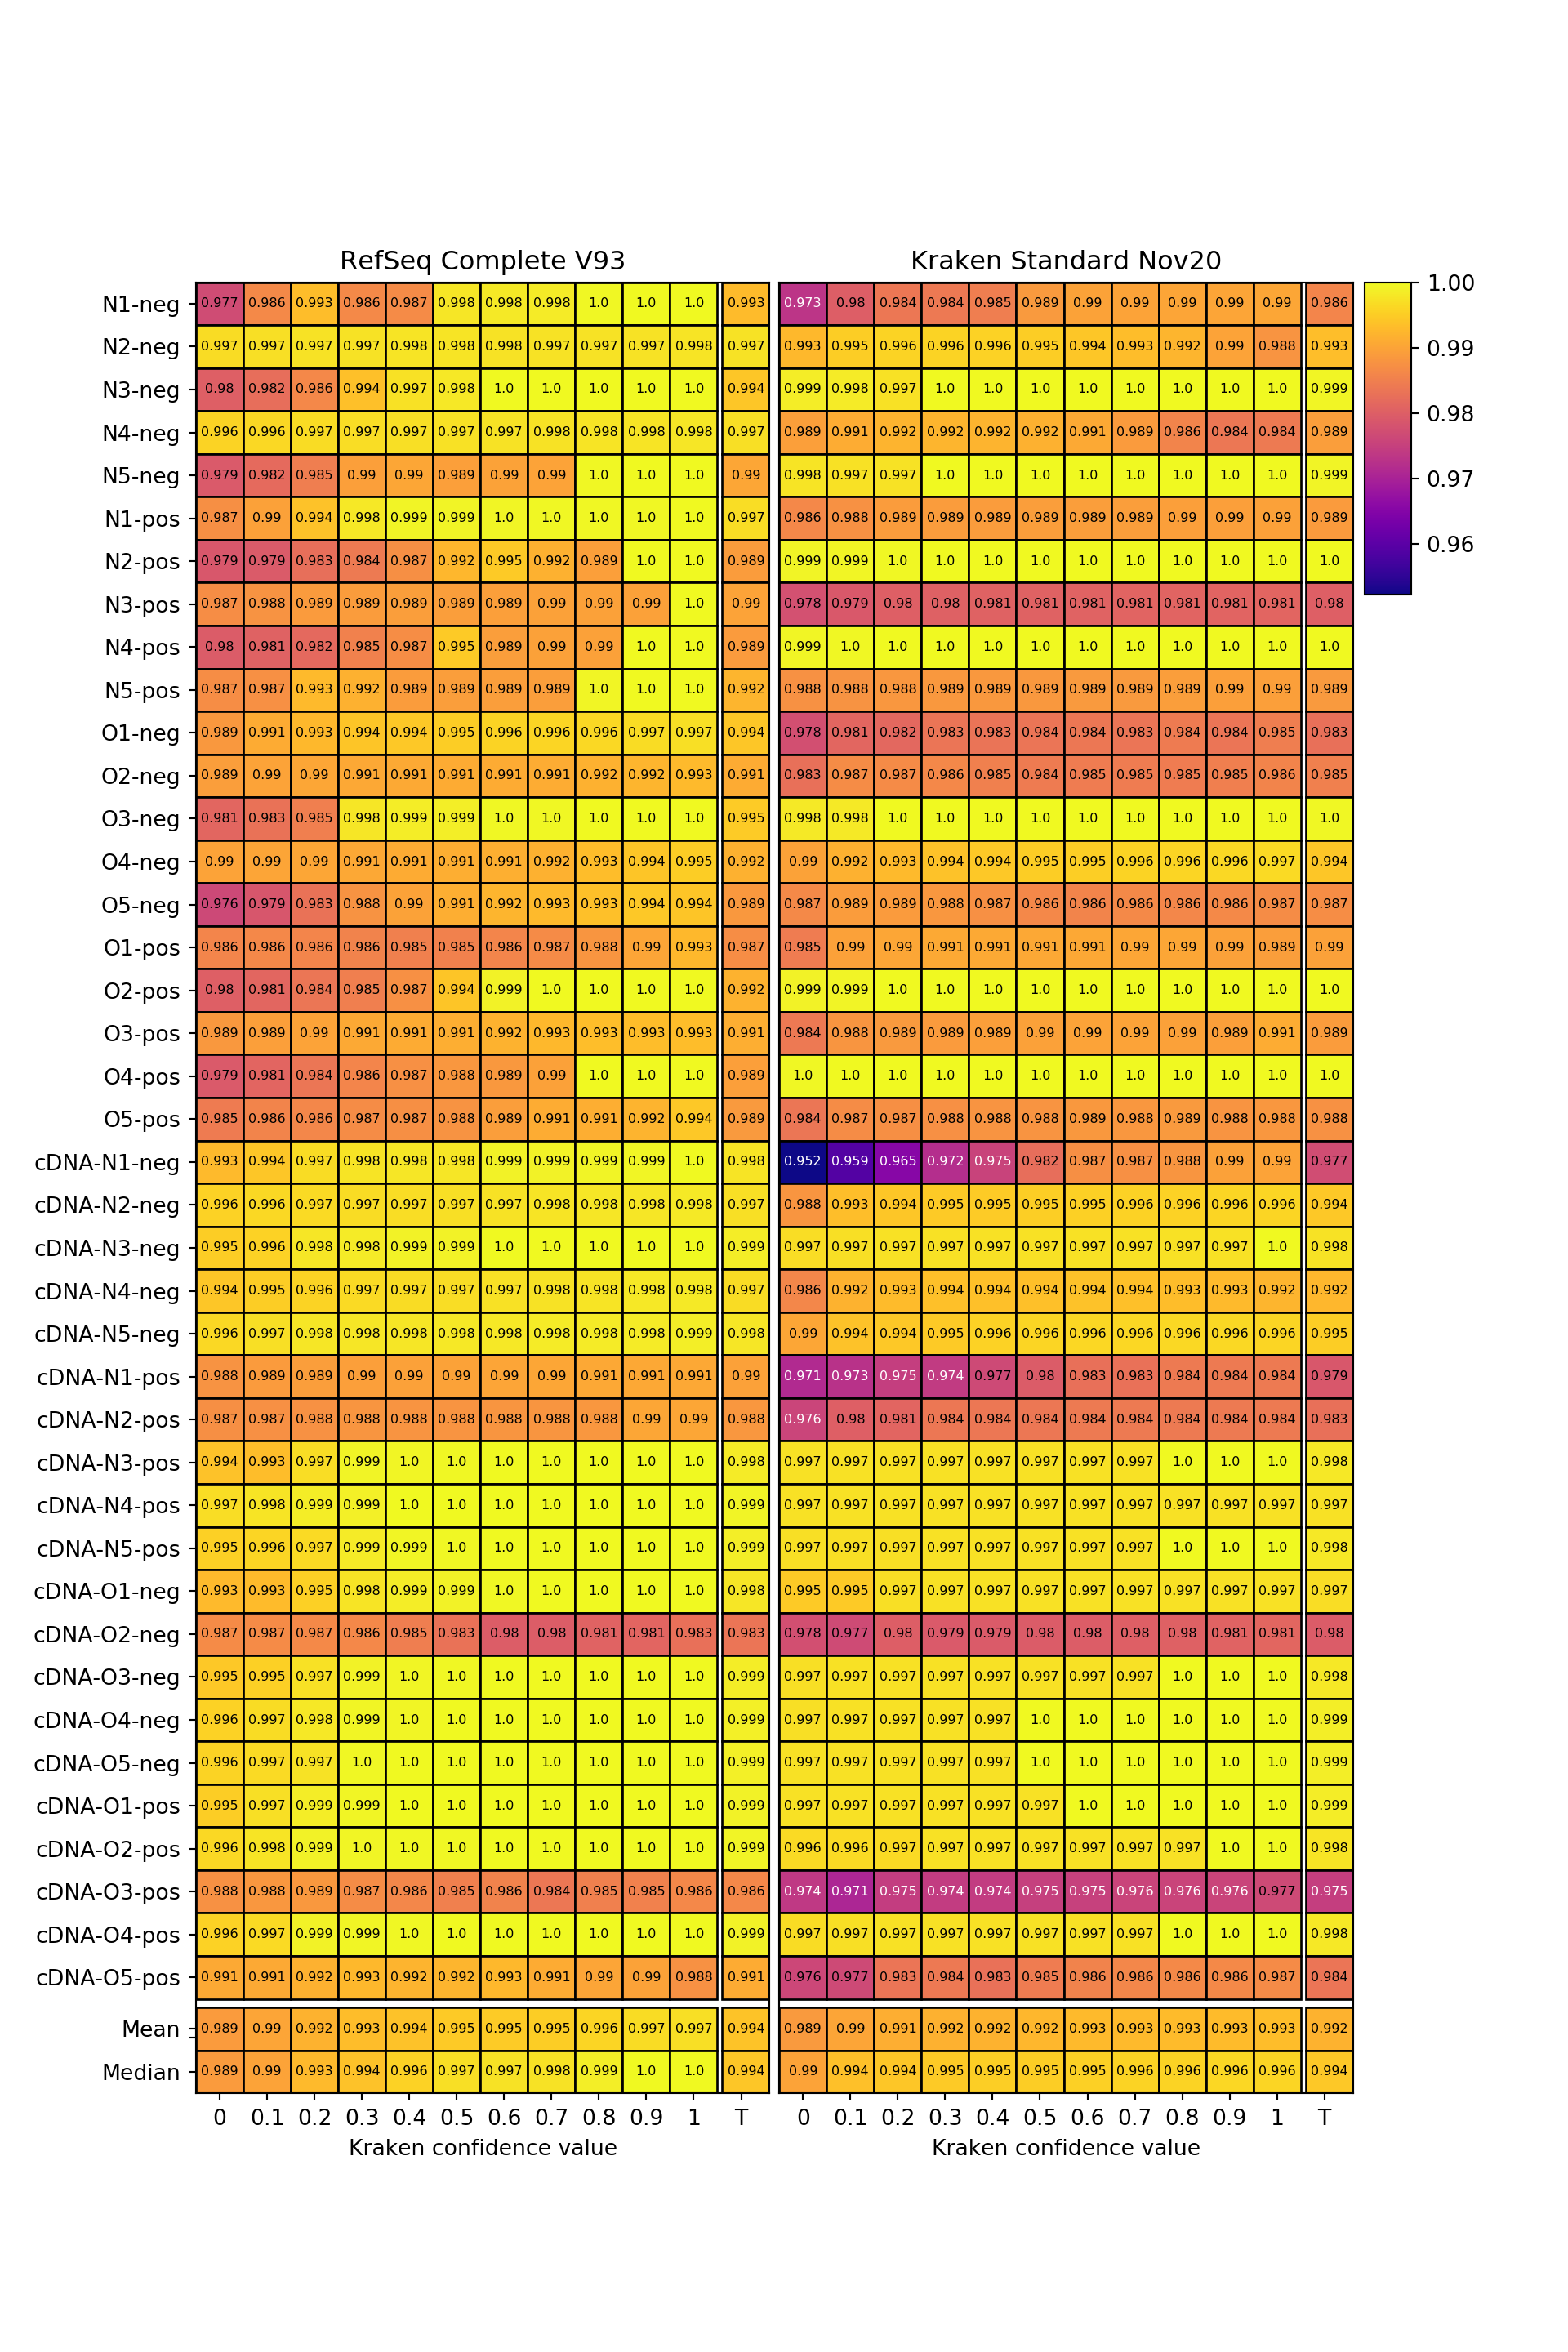 RefSeq Complete V93 Kraken Standard Nov20
N1-neg 0.977 0.986 0.993 0.986 0.987 0.998 0.998 0.998 1.0 1.0 1.0 0.993 0.973 0.98 0.984 0.984 0.985 0.989 0.99 0.99 0.99 0.99 0.99 0.986 1.00
N2-neg 0.997 0.997 0.997 0.997 0.998 0.998 0.998 0.997 0.997 0.997 0.998 0.997 0.993 0.995 0.996 0.996 0.996 0.995 0.994 0.993 0.992 0.99 0.988 0.993 0.99
N3-neg 0.98 0.982 0.986 0.994 0.997 0.998 1.0 1.0 1.0 1.0 1.0 0.994 0.999 0.998 0.997 1.0 1.0 1.0 1.0 1.0 1.0 1.0 1.0 0.999
N4-neg 0.996 0.996 0.997 0.997 0.997 0.997 0.997 0.998 0.998 0.998 0.998 0.997 0.989 0.991 0.992 0.992 0.992 0.992 0.991 0.989 0.986 0.984 0.984 0.989 0.98
N5-neg 0.979 0.982 0.985 0.99 0.99 0.989 0.99 0.99 1.0 1.0 1.0 0.99 0.998 0.997 0.997 1.0 1.0 1.0 1.0 1.0 1.0 1.0 1.0 0.999 0.97
N1-pos 0.987 0.99 0.994 0.998 0.999 0.999 1.0 1.0 1.0 1.0 1.0 0.997 0.986 0.988 0.989 0.989 0.989 0.989 0.989 0.989 0.99 0.99 0.99 0.989
N2-pos 0.979 0.979 0.983 0.984 0.987 0.992 0.995 0.992 0.989 1.0 1.0 0.989 0.999 0.999 1.0 1.0 1.0 1.0 1.0 1.0 1.0 1.0 1.0 1.0 0.96
N3-pos 0.987 0.988 0.989 0.989 0.989 0.989 0.989 0.99 0.99 0.99 1.0 0.99 0.978 0.979 0.98 0.98 0.981 0.981 0.981 0.981 0.981 0.981 0.981 0.98
N4-pos 0.98 0.981 0.982 0.985 0.987 0.995 0.989 0.99 0.99 1.0 1.0 0.989 0.999 1.0 1.0 1.0 1.0 1.0 1.0 1.0 1.0 1.0 1.0 1.0
N5-pos 0.987 0.987 0.993 0.992 0.989 0.989 0.989 0.989 1.0 1.0 1.0 0.992 0.988 0.988 0.988 0.989 0.989 0.989 0.989 0.989 0.989 0.99 0.99 0.989
O1-neg 0.989 0.991 0.993 0.994 0.994 0.995 0.996 0.996 0.996 0.997 0.997 0.994 0.978 0.981 0.982 0.983 0.983 0.984 0.984 0.983 0.984 0.984 0.985 0.983
O2-neg 0.989 0.99 0.99 0.991 0.991 0.991 0.991 0.991 0.992 0.992 0.993 0.991 0.983 0.987 0.987 0.986 0.985 0.984 0.985 0.985 0.985 0.985 0.986 0.985
O3-neg 0.981 0.983 0.985 0.998 0.999 0.999 1.0 1.0 1.0 1.0 1.0 0.995 0.998 0.998 1.0 1.0 1.0 1.0 1.0 1.0 1.0 1.0 1.0 1.0
O4-neg 0.99 0.99 0.99 0.991 0.991 0.991 0.991 0.992 0.993 0.994 0.995 0.992 0.99 0.992 0.993 0.994 0.994 0.995 0.995 0.996 0.996 0.996 0.997 0.994
O5-neg 0.976 0.979 0.983 0.988 0.99 0.991 0.992 0.993 0.993 0.994 0.994 0.989 0.987 0.989 0.989 0.988 0.987 0.986 0.986 0.986 0.986 0.986 0.987 0.987
O1-pos 0.986 0.986 0.986 0.986 0.985 0.985 0.986 0.987 0.988 0.99 0.993 0.987 0.985 0.99 0.99 0.991 0.991 0.991 0.991 0.99 0.99 0.99 0.989 0.99
O2-pos 0.98 0.981 0.984 0.985 0.987 0.994 0.999 1.0 1.0 1.0 1.0 0.992 0.999 0.999 1.0 1.0 1.0 1.0 1.0 1.0 1.0 1.0 1.0 1.0
O3-pos 0.989 0.989 0.99 0.991 0.991 0.991 0.992 0.993 0.993 0.993 0.993 0.991 0.984 0.988 0.989 0.989 0.989 0.99 0.99 0.99 0.99 0.989 0.991 0.989
O4-pos 0.979 0.981 0.984 0.986 0.987 0.988 0.989 0.99 1.0 1.0 1.0 0.989 1.0 1.0 1.0 1.0 1.0 1.0 1.0 1.0 1.0 1.0 1.0 1.0
O5-pos 0.985 0.986 0.986 0.987 0.987 0.988 0.989 0.991 0.991 0.992 0.994 0.989 0.984 0.987 0.987 0.988 0.988 0.988 0.989 0.988 0.989 0.988 0.988 0.988
cDNA-N1-neg 0.993 0.994 0.997 0.998 0.998 0.998 0.999 0.999 0.999 0.999 1.0 0.998 0.952 0.959 0.965 0.972 0.975 0.982 0.987 0.987 0.988 0.99 0.99 0.977
cDNA-N2-neg 0.996 0.996 0.997 0.997 0.997 0.997 0.997 0.998 0.998 0.998 0.998 0.997 0.988 0.993 0.994 0.995 0.995 0.995 0.995 0.996 0.996 0.996 0.996 0.994
cDNA-N3-neg 0.995 0.996 0.998 0.998 0.999 0.999 1.0 1.0 1.0 1.0 1.0 0.999 0.997 0.997 0.997 0.997 0.997 0.997 0.997 0.997 0.997 0.997 1.0 0.998
cDNA-N4-neg 0.994 0.995 0.996 0.997 0.997 0.997 0.997 0.998 0.998 0.998 0.998 0.997 0.986 0.992 0.993 0.994 0.994 0.994 0.994 0.994 0.993 0.993 0.992 0.992
cDNA-N5-neg 0.996 0.997 0.998 0.998 0.998 0.998 0.998 0.998 0.998 0.998 0.999 0.998 0.99 0.994 0.994 0.995 0.996 0.996 0.996 0.996 0.996 0.996 0.996 0.995
cDNA-N1-pos 0.988 0.989 0.989 0.99 0.99 0.99 0.99 0.99 0.991 0.991 0.991 0.99 0.971 0.973 0.975 0.974 0.977 0.98 0.983 0.983 0.984 0.984 0.984 0.979
cDNA-N2-pos 0.987 0.987 0.988 0.988 0.988 0.988 0.988 0.988 0.988 0.99 0.99 0.988 0.976 0.98 0.981 0.984 0.984 0.984 0.984 0.984 0.984 0.984 0.984 0.983
cDNA-N3-pos 0.994 0.993 0.997 0.999 1.0 1.0 1.0 1.0 1.0 1.0 1.0 0.998 0.997 0.997 0.997 0.997 0.997 0.997 0.997 0.997 1.0 1.0 1.0 0.998
cDNA-N4-pos 0.997 0.998 0.999 0.999 1.0 1.0 1.0 1.0 1.0 1.0 1.0 0.999 0.997 0.997 0.997 0.997 0.997 0.997 0.997 0.997 0.997 0.997 0.997 0.997
cDNA-N5-pos 0.995 0.996 0.997 0.999 0.999 1.0 1.0 1.0 1.0 1.0 1.0 0.999 0.997 0.997 0.997 0.997 0.997 0.997 0.997 0.997 1.0 1.0 1.0 0.998
cDNA-O1-neg 0.993 0.993 0.995 0.998 0.999 0.999 1.0 1.0 1.0 1.0 1.0 0.998 0.995 0.995 0.997 0.997 0.997 0.997 0.997 0.997 0.997 0.997 0.997 0.997
cDNA-O2-neg 0.987 0.987 0.987 0.986 0.985 0.983 0.98 0.98 0.981 0.981 0.983 0.983 0.978 0.977 0.98 0.979 0.979 0.98 0.98 0.98 0.98 0.981 0.981 0.98
cDNA-O3-neg 0.995 0.995 0.997 0.999 1.0 1.0 1.0 1.0 1.0 1.0 1.0 0.999 0.997 0.997 0.997 0.997 0.997 0.997 0.997 0.997 1.0 1.0 1.0 0.998
cDNA-O4-neg 0.996 0.997 0.998 0.999 1.0 1.0 1.0 1.0 1.0 1.0 1.0 0.999 0.997 0.997 0.997 0.997 0.997 1.0 1.0 1.0 1.0 1.0 1.0 0.999
cDNA-O5-neg 0.996 0.997 0.997 1.0 1.0 1.0 1.0 1.0 1.0 1.0 1.0 0.999 0.997 0.997 0.997 0.997 0.997 1.0 1.0 1.0 1.0 1.0 1.0 0.999
cDNA-O1-pos 0.995 0.997 0.999 0.999 1.0 1.0 1.0 1.0 1.0 1.0 1.0 0.999 0.997 0.997 0.997 0.997 0.997 0.997 1.0 1.0 1.0 1.0 1.0 0.999
cDNA-O2-pos 0.996 0.998 0.999 1.0 1.0 1.0 1.0 1.0 1.0 1.0 1.0 0.999 0.996 0.996 0.997 0.997 0.997 0.997 0.997 0.997 0.997 1.0 1.0 0.998
cDNA-O3-pos 0.988 0.988 0.989 0.987 0.986 0.985 0.986 0.984 0.985 0.985 0.986 0.986 0.974 0.971 0.975 0.974 0.974 0.975 0.975 0.976 0.976 0.976 0.977 0.975
cDNA-O4-pos 0.996 0.997 0.999 0.999 1.0 1.0 1.0 1.0 1.0 1.0 1.0 0.999 0.997 0.997 0.997 0.997 0.997 0.997 0.997 0.997 1.0 1.0 1.0 0.998
cDNA-O5-pos 0.991 0.991 0.992 0.993 0.992 0.992 0.993 0.991 0.99 0.99 0.988 0.991 0.976 0.977 0.983 0.984 0.983 0.985 0.986 0.986 0.986 0.986 0.987 0.984
Mean 0.989 0.99 0.992 0.993 0.994 0.995 0.995 0.995 0.996 0.997 0.997 0.994 0.989 0.99 0.991 0.992 0.992 0.992 0.993 0.993 0.993 0.993 0.993 0.992
Median 0.989 0.99 0.993 0.994 0.996 0.997 0.997 0.998 0.999 1.0 1.0 0.994 0.99 0.994 0.994 0.995 0.995 0.995 0.995 0.996 0.996 0.996 0.996 0.994
0 0.1 0.2 0.3 0.4 0.5 0.6 0.7 0.8 0.9 1 T 0 0.1 0.2 0.3 0.4 0.5 0.6 0.7 0.8 0.9 1 T
Kraken confidence value Kraken confidence value